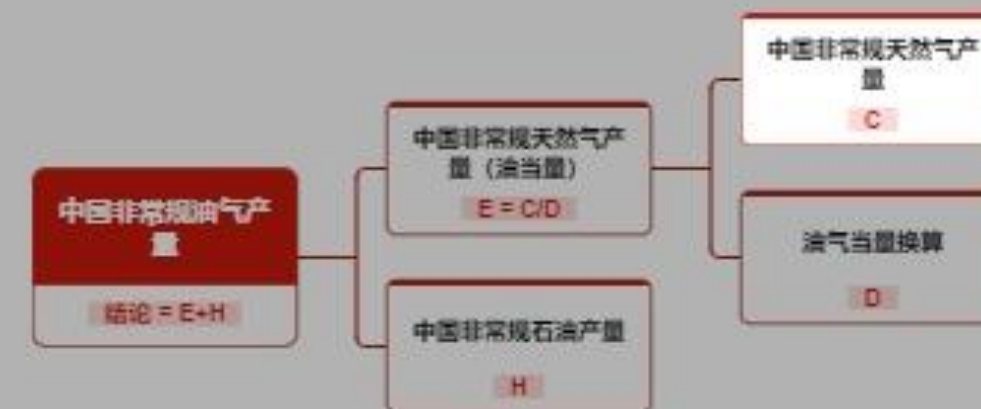 中国非常规油气产
量
结论 = E+H
中国非常规天然气产
量（油当量）
E = C/D
中国非常规石油产量
H
中国非常规天然气产
量
C
油气当量换算
D